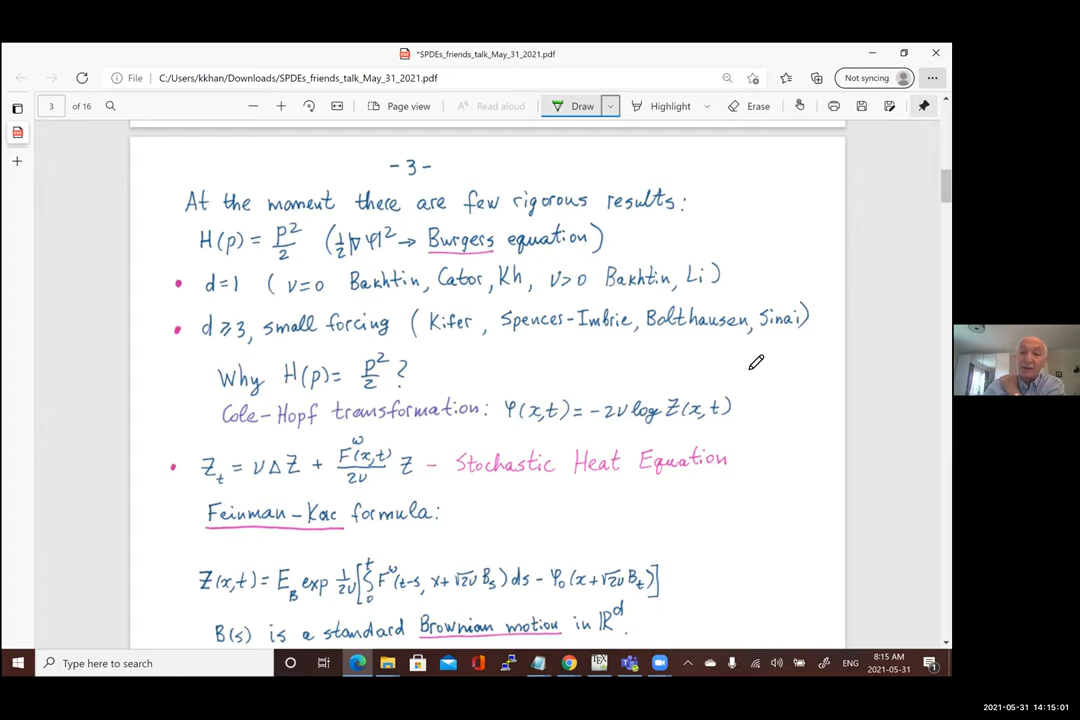 *SPDEs_friends_talk_May_31_2021.pdf
File C:/Users/kkhan/Downloads/SPDEs_friends_talk_May_31_2021.pdf Not syncing
3 of 16 Page view Read aloud Draw Highlight Erase
- 3 -
At the moment there are few rigorous results:
H(p) = p²/2 (½|∇φ|² → Burgers equation)
• d=1 (ν=0 Bakhtin, Cator, Kh, ν>0 Bakhtin, Li)
• d⩾3, small forcing (Kifer, Spences-Imbrie, Bolthausen, Sinai)
Why H(p)= p²/2 ?
Cole-Hopf transformation: φ(x,t) = -2ν log Z(x,t)
• Z_t = νΔZ + F^ω(x,t)/2ν Z - Stochastic Heat Equation
Feinman-Kac formula:
Z(x,t) = E_B exp 1/2ν [∫_0^t F^ω(t-s, x+√2ν B_s) ds - φ_0(x+√2ν B_t)]
B(s) is a standard Brownian motion in ℝ^d.
Type here to search ENG 8:15 AM
2021-05-31
2021-05-31 14:15:01